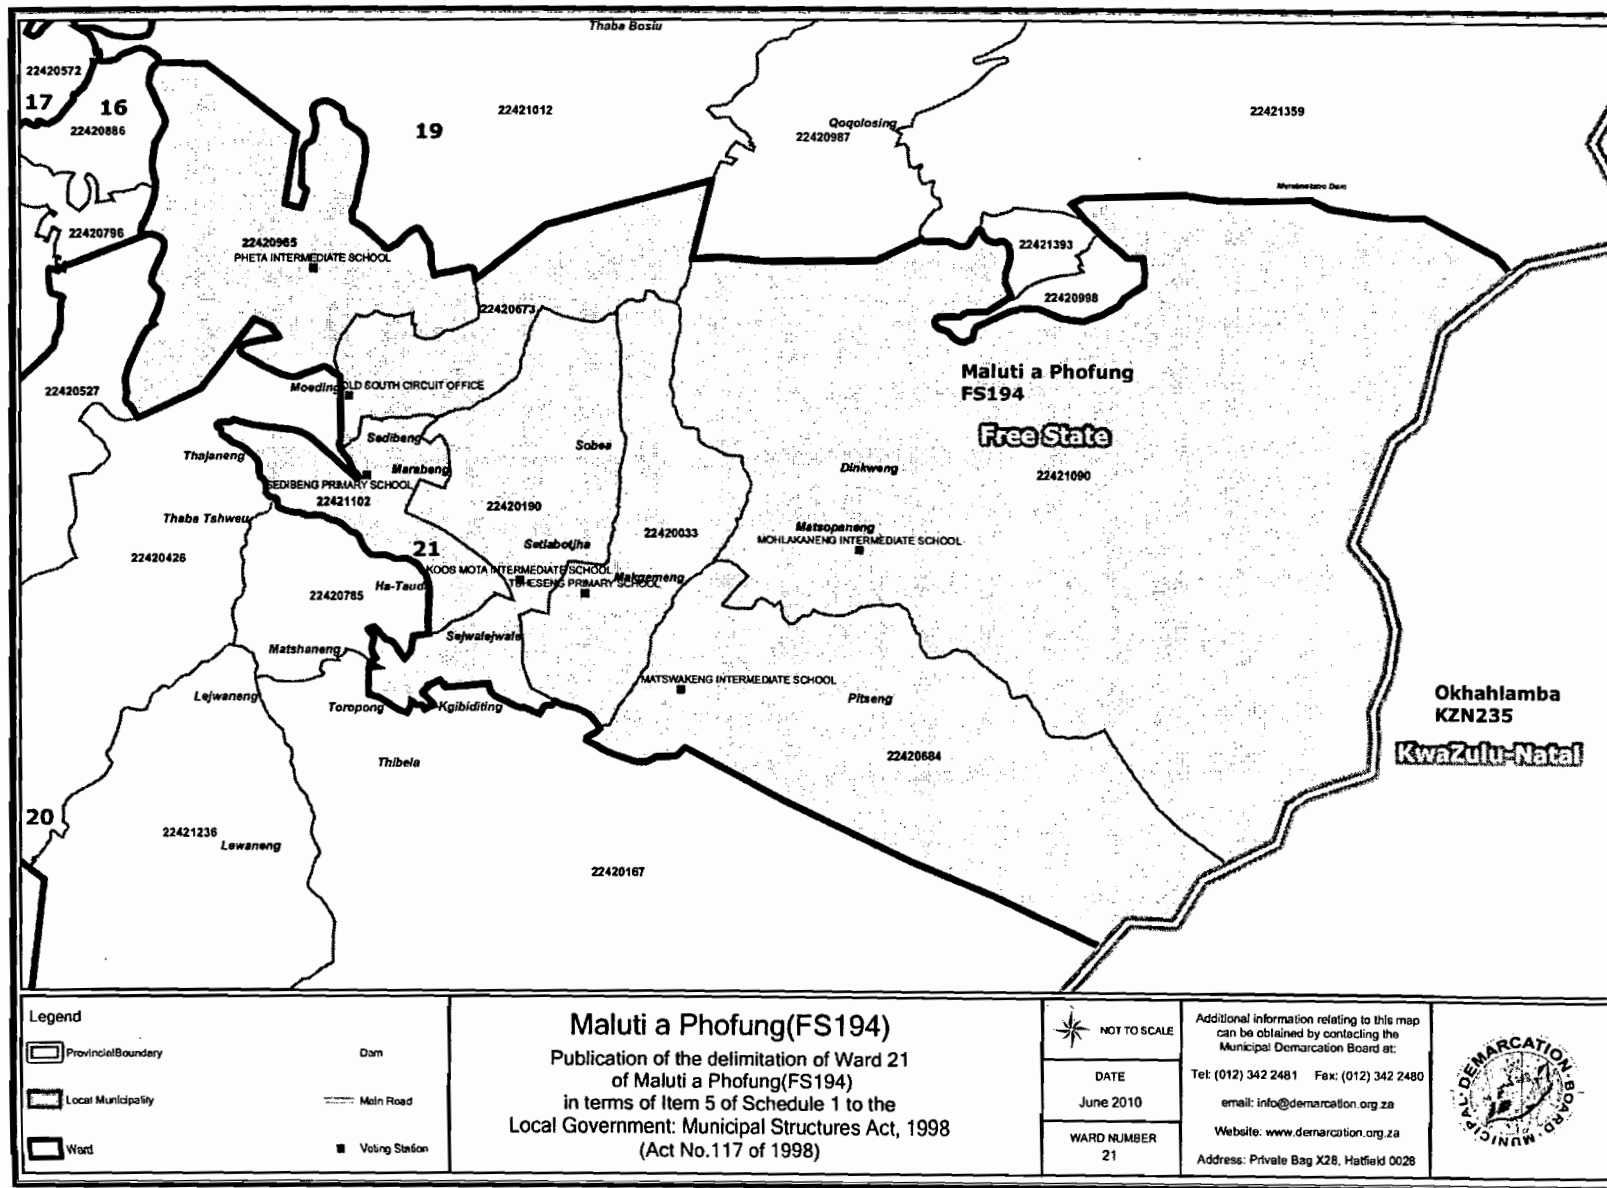 Thaba Bosiu
22420572
17
16
22420886
19
22421012
Qoqolosing
22420987
22421359
22420796
22420965
PHETA INTERMEDIATE SCHOOL
22421393
22420998
22420673
Maluti a Phofung
FS194
Free State
22420527
Moeding
OLD SOUTH CIRCUIT OFFICE
Sedibeng
Sobea
Thajaneng
Marabeng
Dinkweng
22421090
SEDIBENG PRIMARY SCHOOL
22421102
22420190
Thaba Tshweu
22420033
Matsopaneng
MOHLAKANENG INTERMEDIATE SCHOOL
22420426
21
Setlabotjha
KOOS MOTA INTERMEDIATE SCHOOL
TSHESENG PRIMARY SCHOOL
Makgemeng
Ha-Taudi
22420785
Sejwalejwale
Matshaneng
MATSWAKENG INTERMEDIATE SCHOOL
Lejwaneng
Toropong
Kgibiditing
Pitseng
Okhahlamba
KZN235
KwaZulu-Natal
Thibela
22420684
20
22421236
Lewaneng
22420167
Legend
Provincial Boundary
Dam
Local Municipality
Main Road
Ward
Voting Station
Maluti a Phofung(FS194)
Publication of the delimitation of Ward 21
of Maluti a Phofung(FS194)
in terms of Item 5 of Schedule 1 to the
Local Government: Municipal Structures Act, 1998
(Act No.117 of 1998)
NOT TO SCALE
DATE
June 2010
WARD NUMBER
21
Additional information relating to this map
can be obtained by contacting the
Municipal Demarcation Board at:
Tel: (012) 342 2481 Fax: (012) 342 2480
email: info@demarcation.org.za
Website: www.demarcation.org.za
Address: Private Bag X28, Hatfield 0028
MUNICIPAL DEMARCATION BOARD